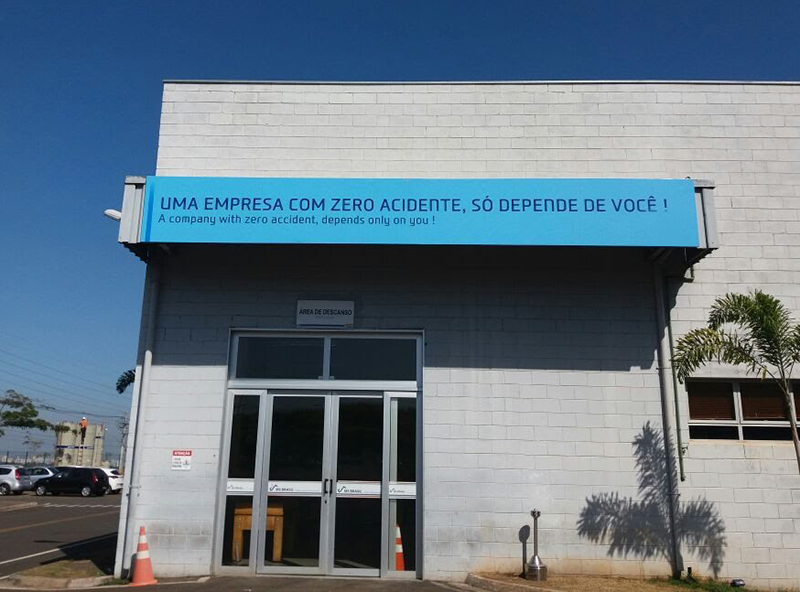 UMA EMPRESA COM ZERO ACIDENTE, SÓ DEPENDE DE VOCÊ !
A company with zero accident, depends only on you !
ÁREA DE DESCANSO
ATENÇÃO